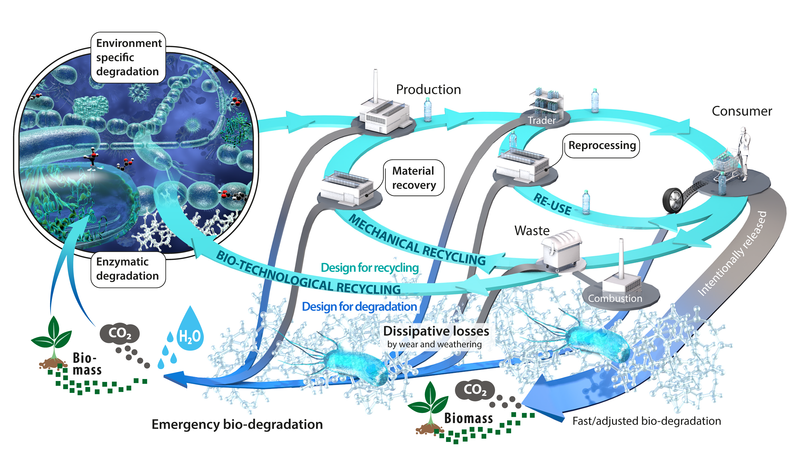 Environment
specific
degradation
Production
Trader
Consumer
Reprocessing
Material
recovery
RE-USE
MECHANICAL RECYCLING
Waste
Intentionally released
Enzymatic
degradation
BIO-TECHNOLOGICAL RECYCLING
Design for recycling
Design for degradation
Combustion
CO₂
H₂O
Bio-
mass
Dissipative losses
by wear and weathering
CO₂
Biomass
Emergency bio-degradation
Fast/adjusted bio-degradation